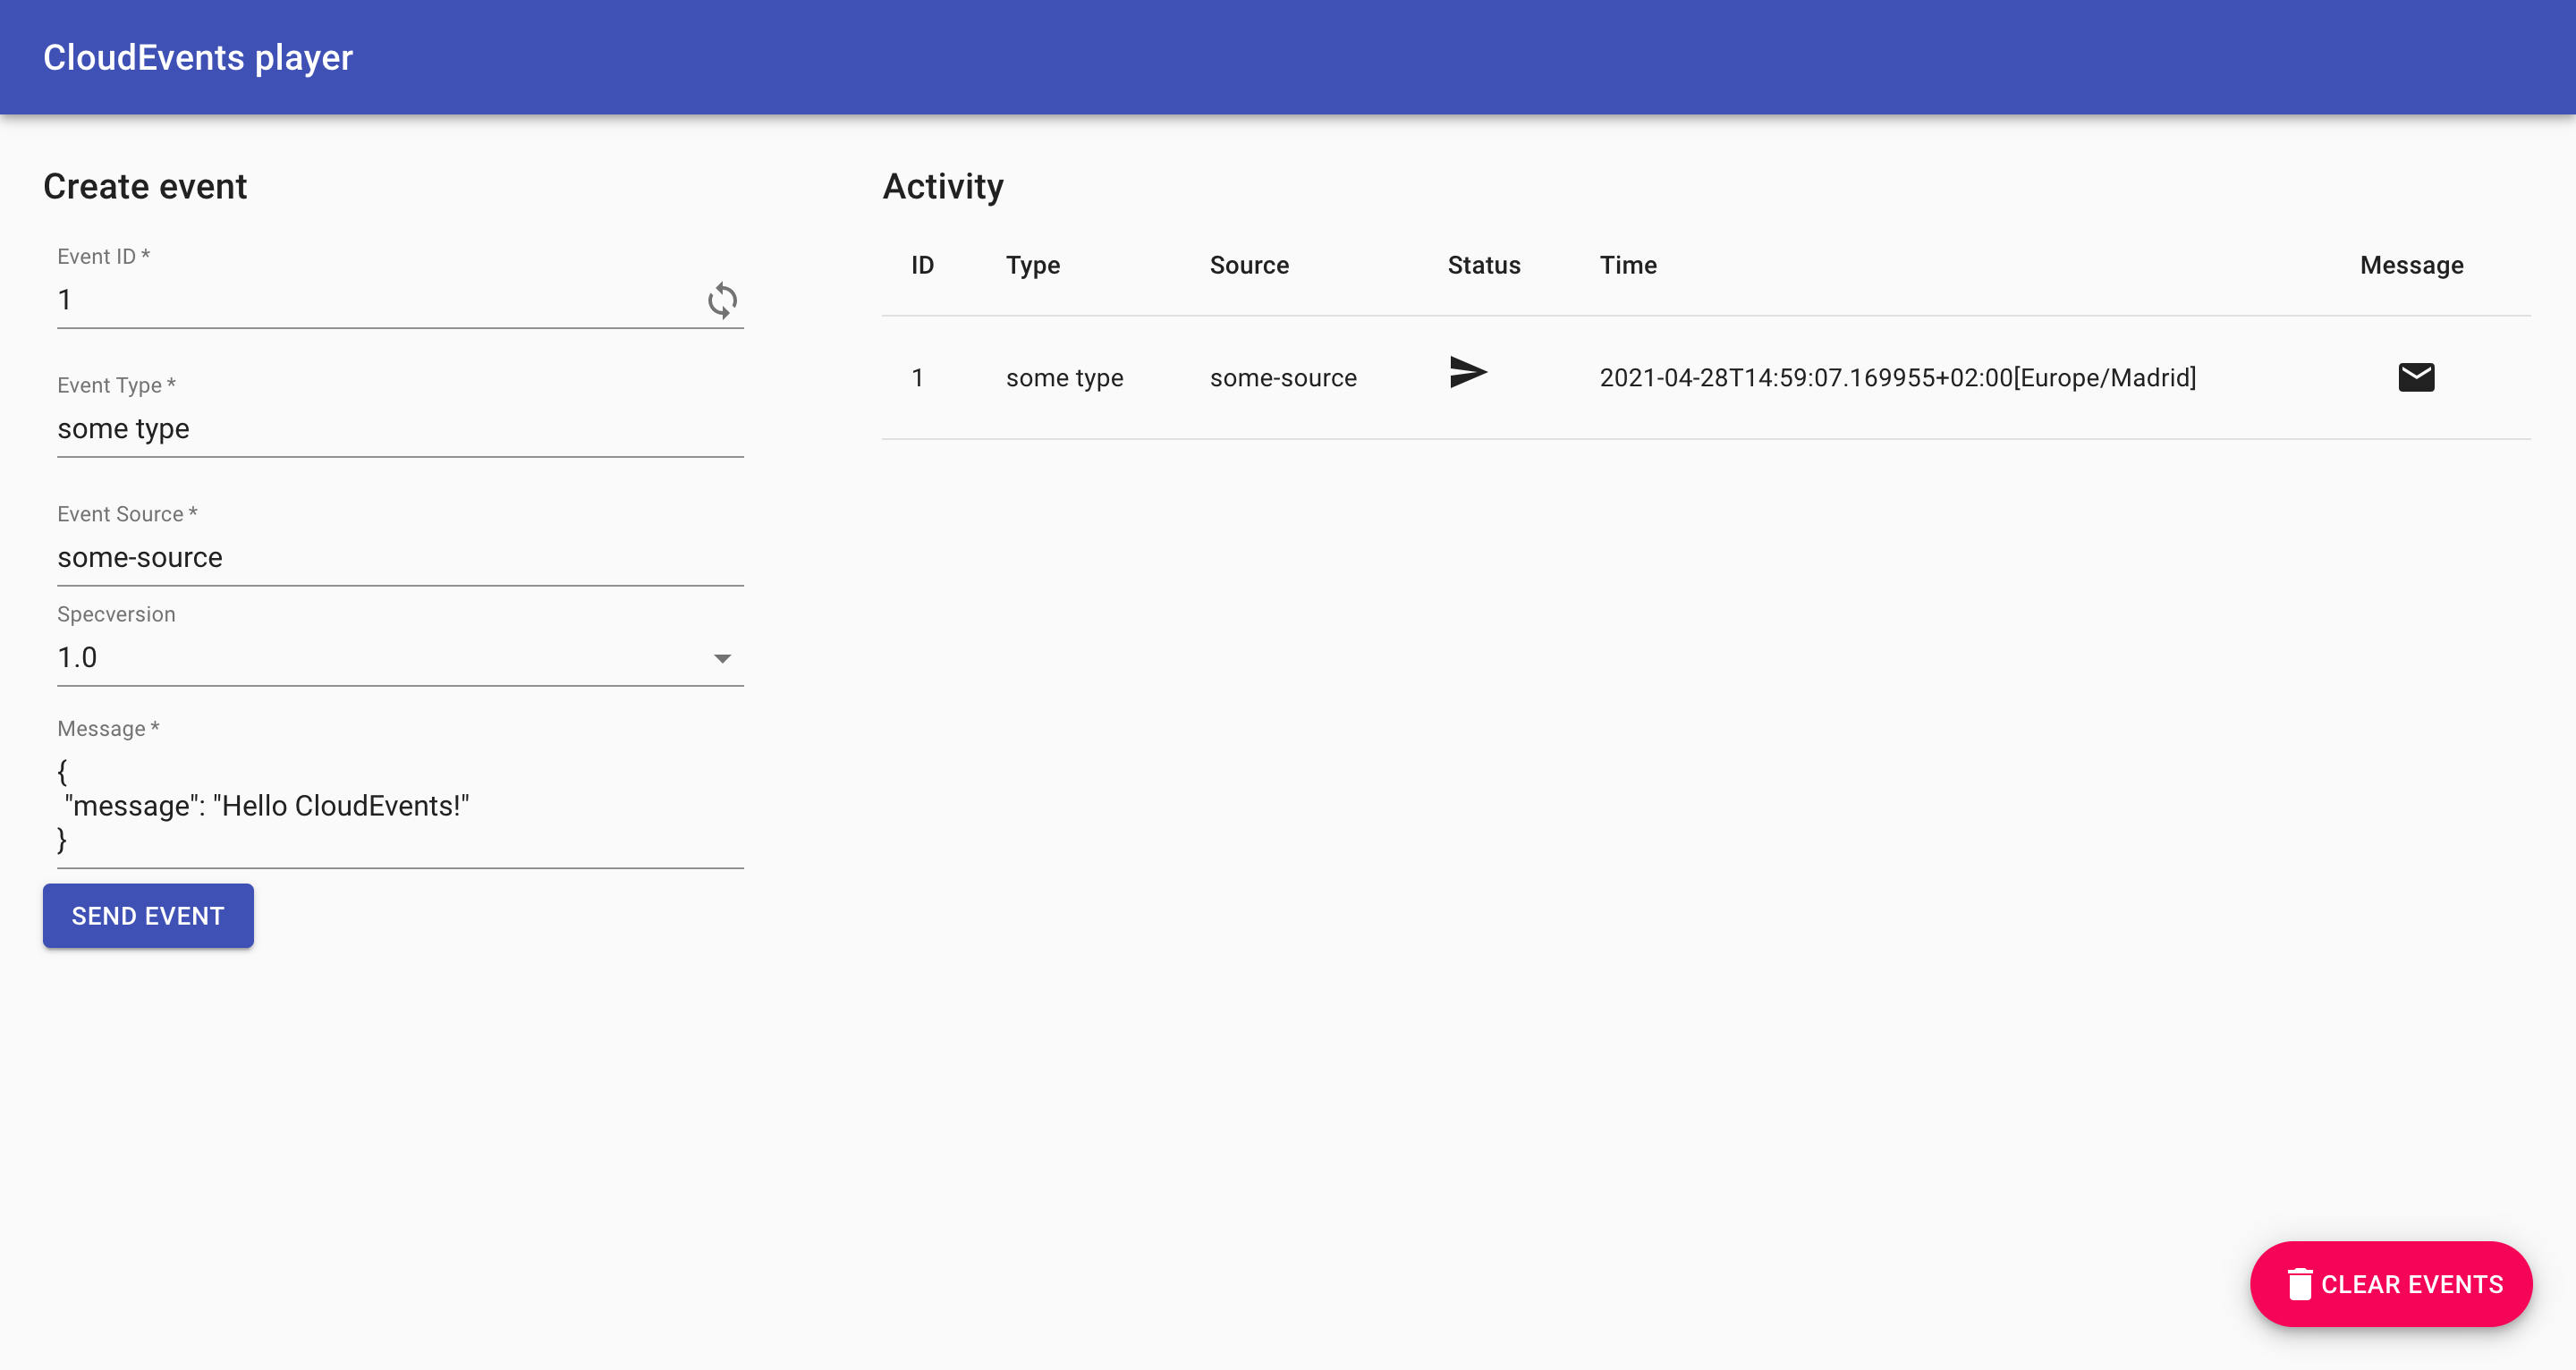 CloudEvents player
Create event
Event ID *
1
Event Type *
some type
Event Source *
some-source
Specversion
1.0
Message *
{
"message": "Hello CloudEvents!"
}
SEND EVENT
Activity
ID Type Source Status Time Message
1 some type some-source 2021-04-28T14:59:07.169955+02:00[Europe/Madrid]
CLEAR EVENTS